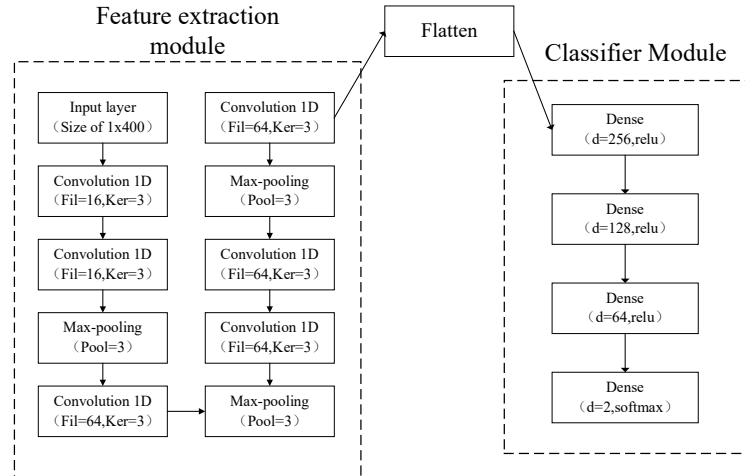 Feature extraction
module
Input layer
（Size of 1x400）
Convolution 1D
（Fil=16,Ker=3）
Convolution 1D
（Fil=16,Ker=3）
Max-pooling
（Pool=3）
Convolution 1D
（Fil=64,Ker=3）
Convolution 1D
（Fil=64,Ker=3）
Max-pooling
（Pool=3）
Convolution 1D
（Fil=64,Ker=3）
Convolution 1D
（Fil=64,Ker=3）
Max-pooling
（Pool=3）
Flatten
Classifier Module
Dense
（d=256,relu）
Dense
（d=128,relu）
Dense
（d=64,relu）
Dense
（d=2,softmax）